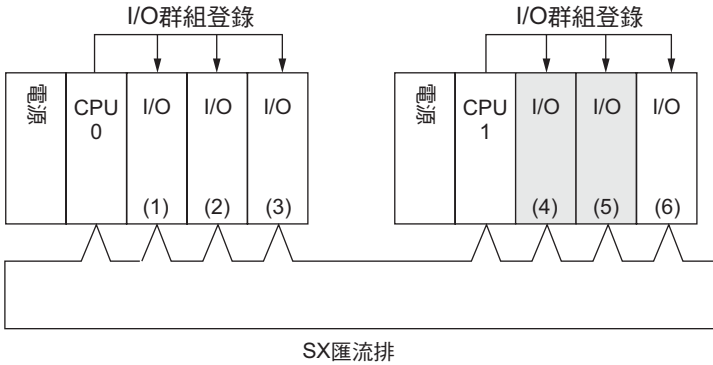 I/O群組登錄
電源
CPU
0
I/O
(1)
I/O
(2)
I/O
(3)
I/O群組登錄
電源
CPU
1
I/O
(4)
I/O
(5)
I/O
(6)
SX匯流排